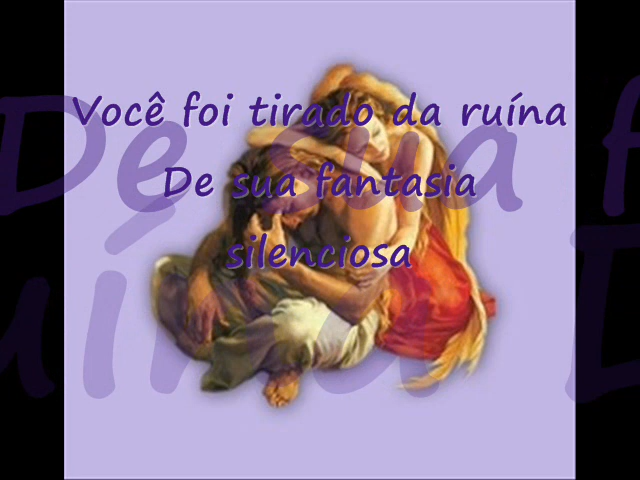 Você foi tirado da ruína
De sua fantasia
silenciosa